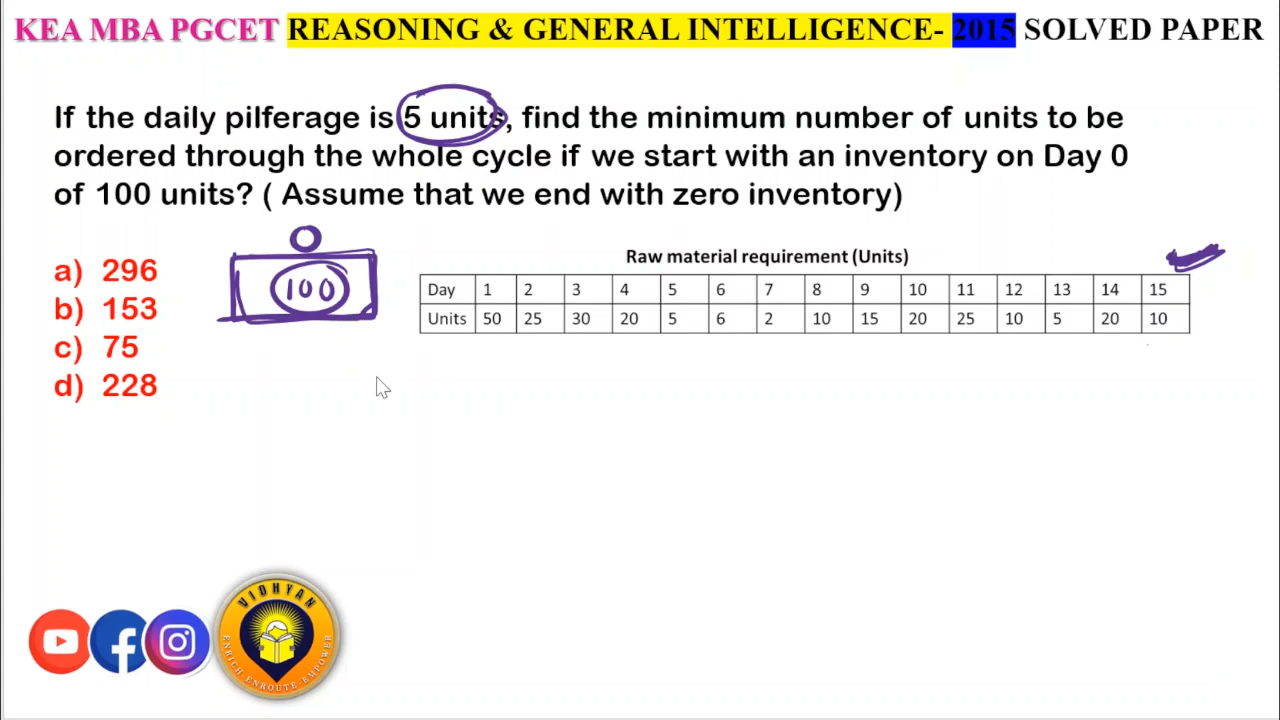 KEA MBA PGCET REASONING & GENERAL INTELLIGENCE- 2015 SOLVED PAPER
If the daily pilferage is 5 units, find the minimum number of units to be
ordered through the whole cycle if we start with an inventory on Day 0
of 100 units? ( Assume that we end with zero inventory)
a) 296
b) 153
c) 75
d) 228
0
100
Raw material requirement (Units)
Day 1 2 3 4 5 6 7 8 9 10 11 12 13 14 15
Units 50 25 30 20 5 6 2 10 15 20 25 10 5 20 10
VIDHYAN
ENRICH-ENROUTE-EMPOWER